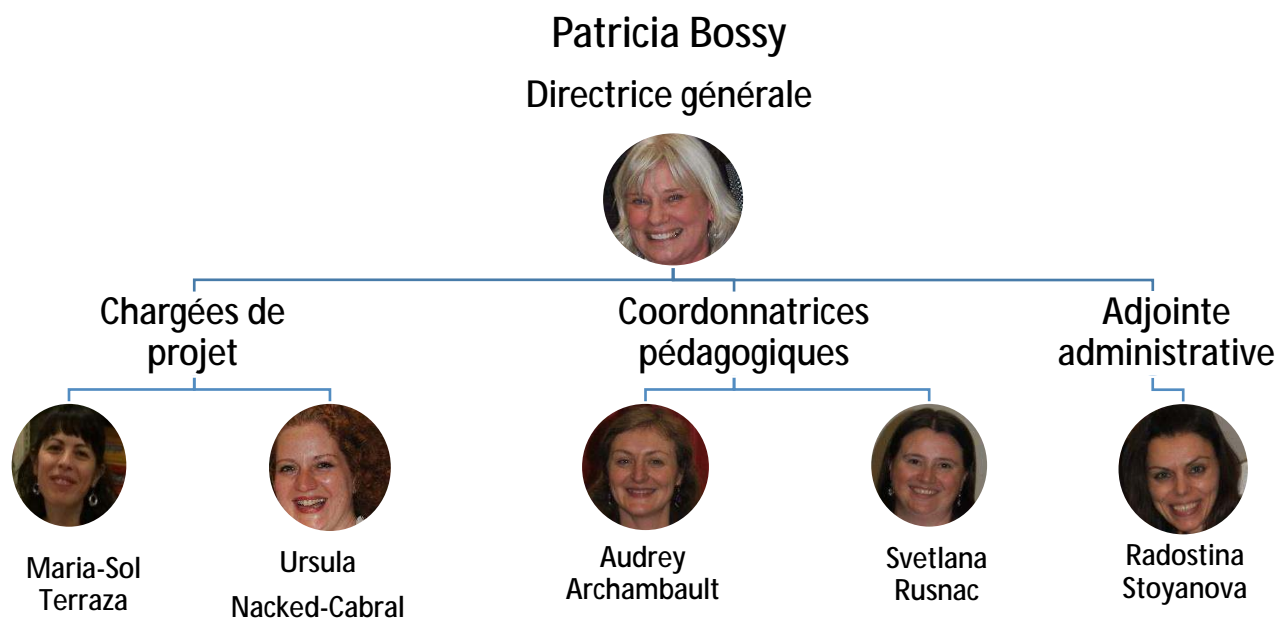 Patricia Bossy
Directrice générale
Chargées de
projet
Coordonnatrices
pédagogiques
Adjointe
administrative
Maria-Sol
Terraza
Ursula
Nacked-Cabral
Audrey
Archambault
Svetlana
Rusnac
Radostina
Stoyanova